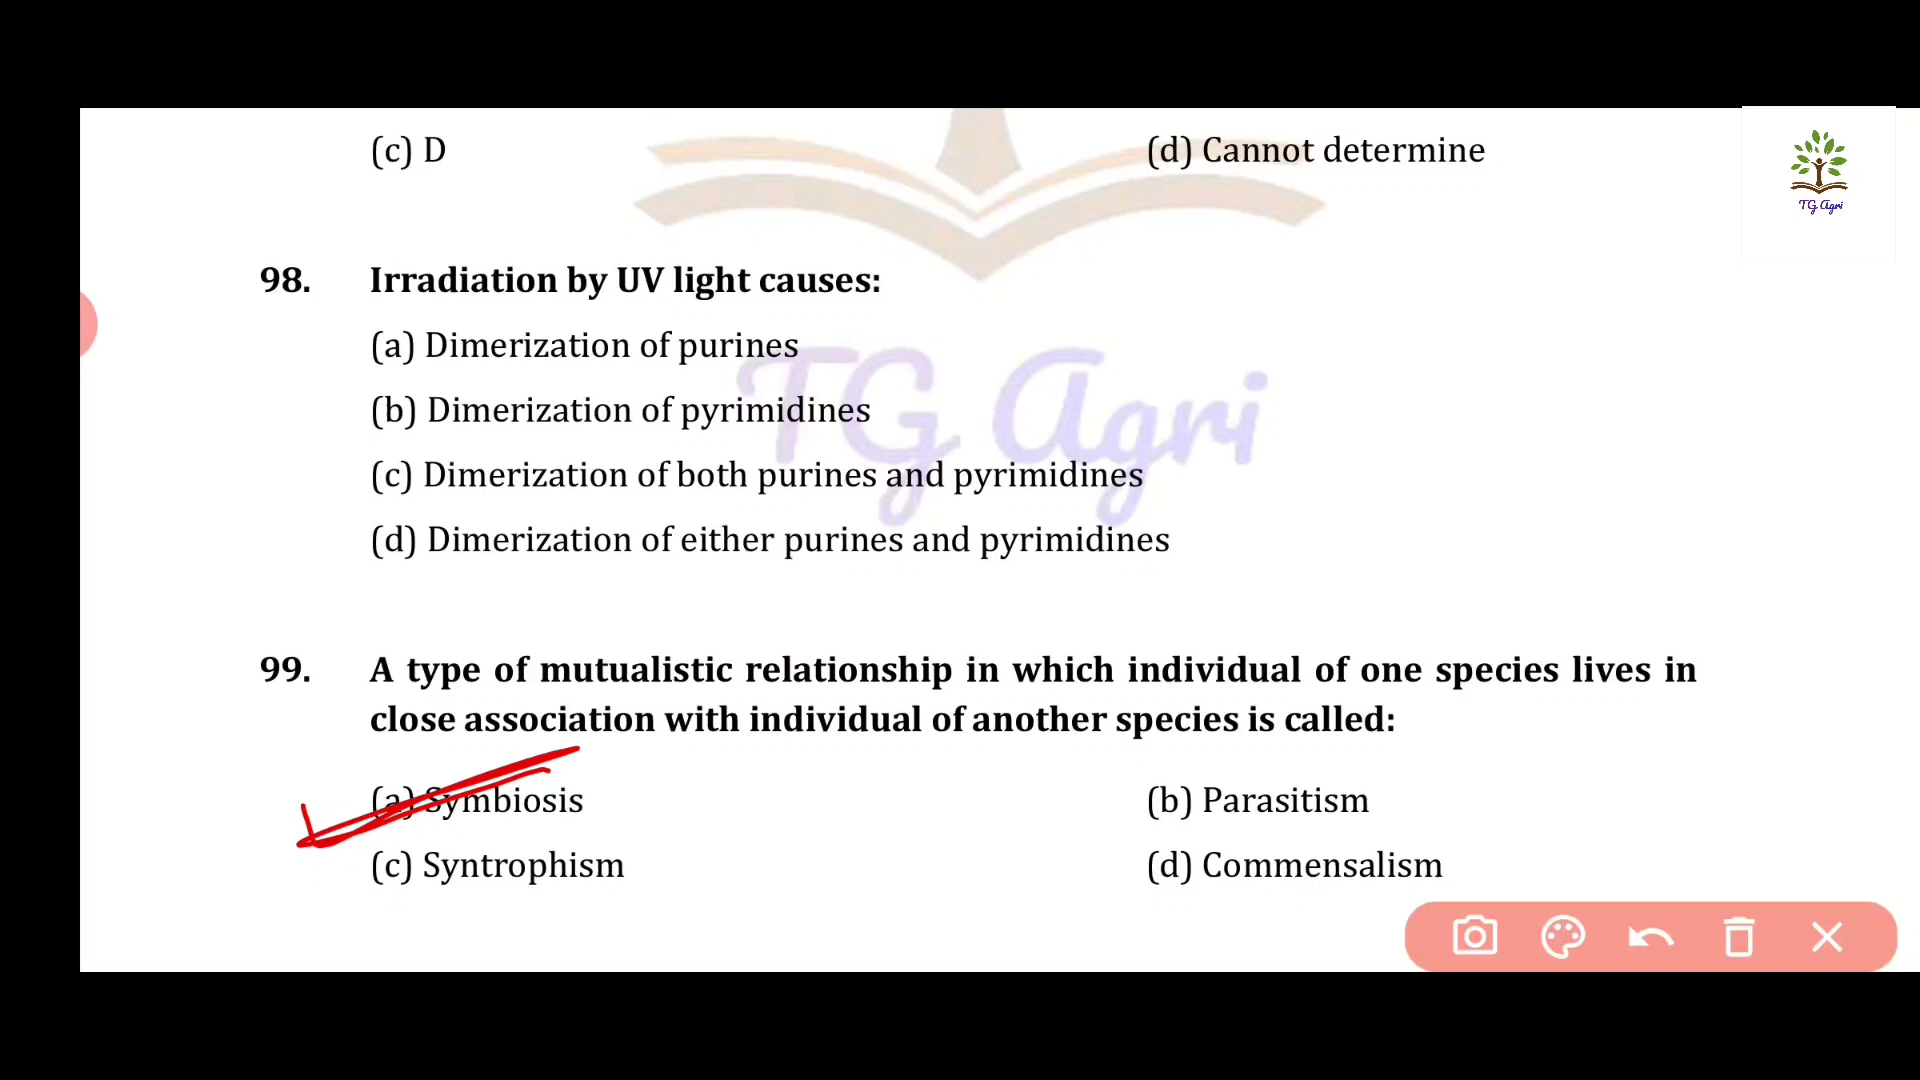 (c) D (d) Cannot determine
TG Agri
98. Irradiation by UV light causes:
(a) Dimerization of purines
TG Agri
(b) Dimerization of pyrimidines
(c) Dimerization of both purines and pyrimidines
(d) Dimerization of either purines and pyrimidines
99. A type of mutualistic relationship in which individual of one species lives in
close association with individual of another species is called:
(a) Symbiosis (b) Parasitism
(c) Syntrophism (d) Commensalism